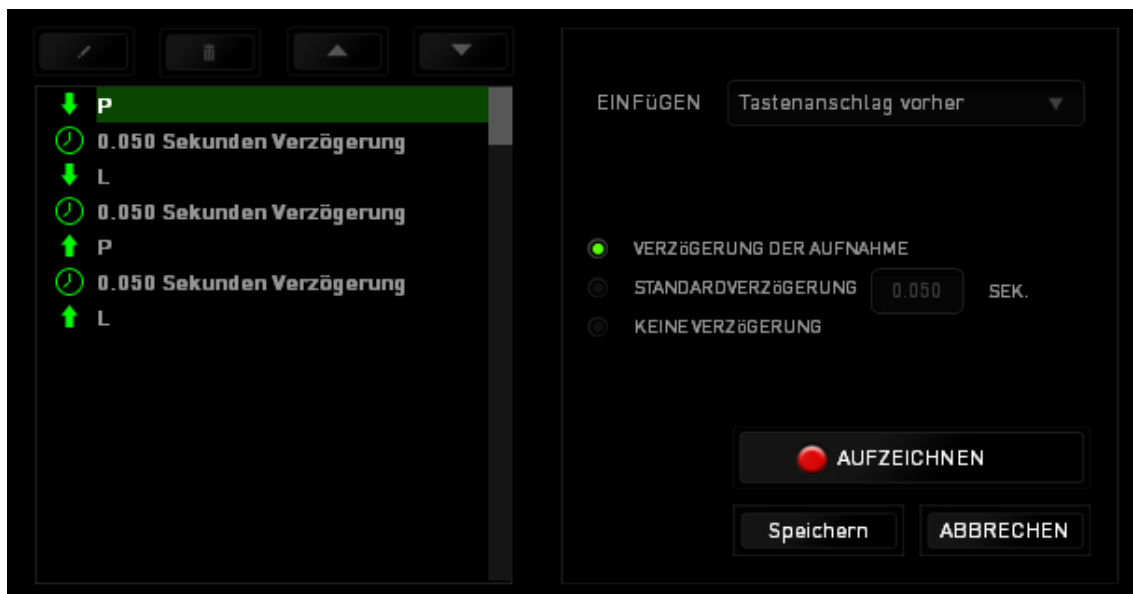 P
0.050 Sekunden Verzögerung
L
0.050 Sekunden Verzögerung
P
0.050 Sekunden Verzögerung
L
EINFüGEN Tastenanschlag vorher
VERZöGERUNG DER AUFNAHME
STANDARDVERZöGERUNG 0.050 SEK.
KEINE VERZöGERUNG
AUFZEICHNEN
Speichern ABBRECHEN